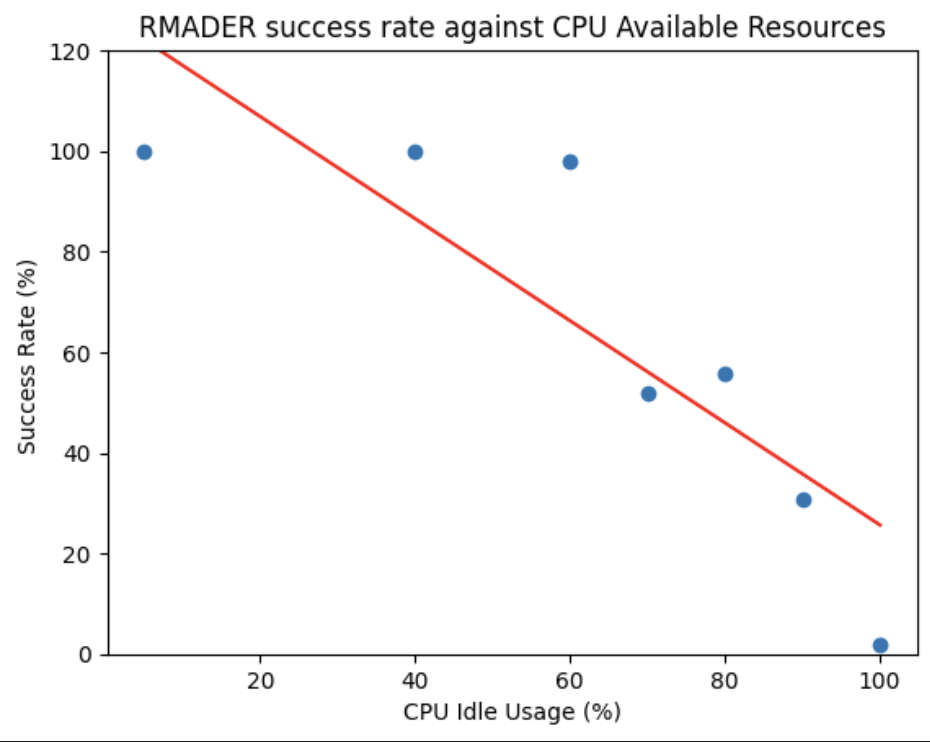 RMADER success rate against CPU Available Resources
120
100
80
60
40
20
0
Success Rate (%)
20 40 60 80 100
CPU Idle Usage (%)